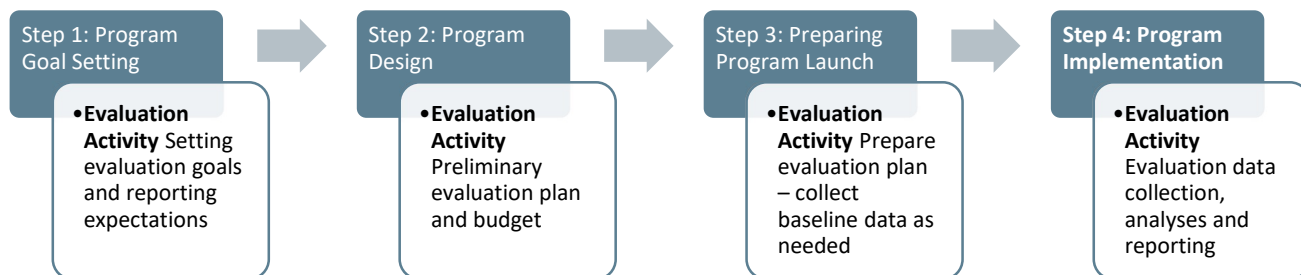 Step 1: Program
Goal Setting
•Evaluation
Activity Setting
evaluation goals
and reporting
expectations
Step 2: Program
Design
•Evaluation
Activity
Preliminary
evaluation plan
and budget
Step 3: Preparing
Program Launch
•Evaluation
Activity Prepare
evaluation plan
– collect
baseline data as
needed
Step 4: Program
Implementation
•Evaluation
Activity
Evaluation data
collection,
analyses and
reporting